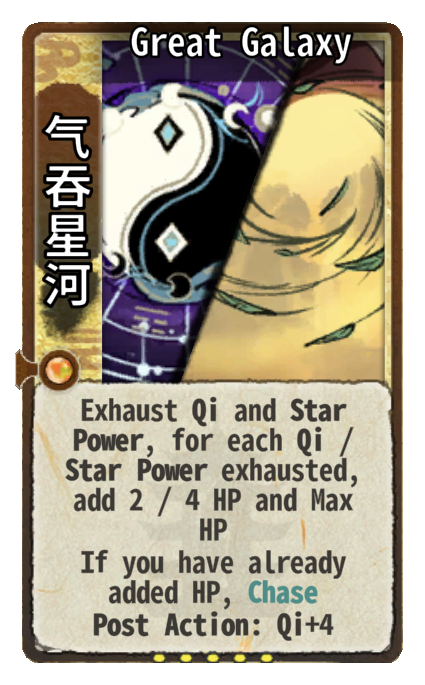 Great Galaxy
气吞星河
Exhaust Qi and Star
Power, for each Qi /
Star Power exhausted,
add 2 / 4 HP and Max
HP
If you have already
added HP, Chase
Post Action: Qi+4